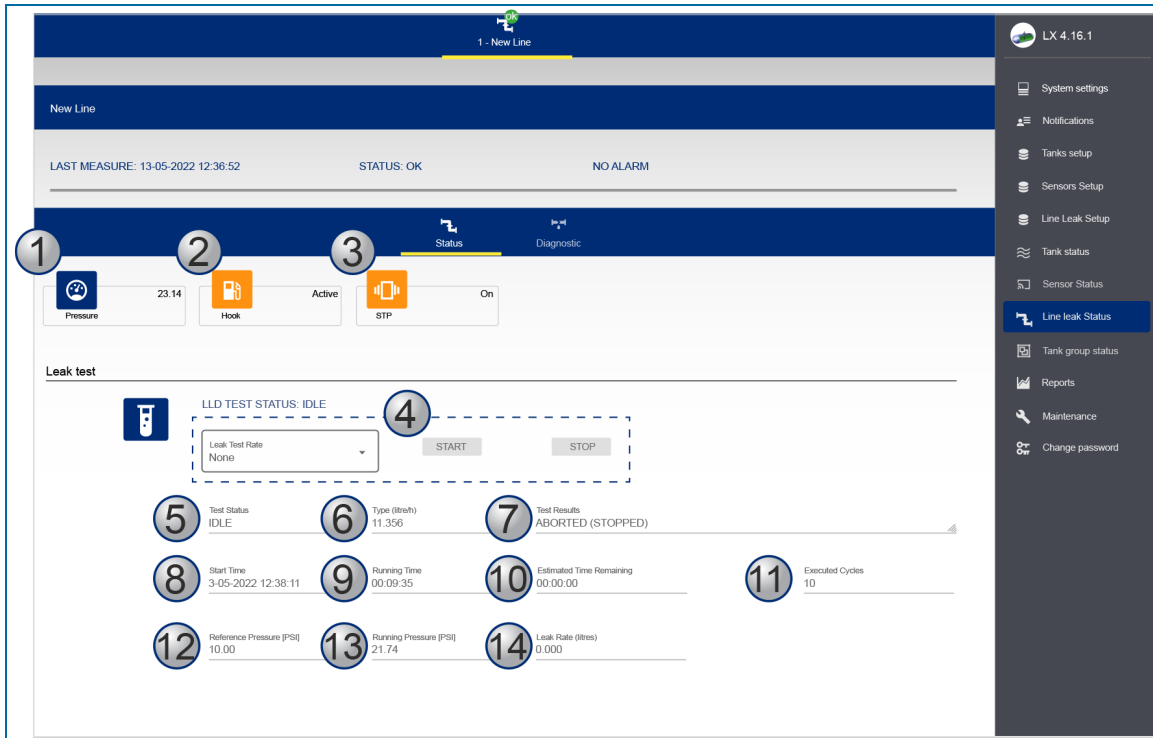 ok
1 - New Line
LX 4.16.1
System settings
Notifications
Tanks setup
Sensors Setup
Line Leak Setup
Tank status
Sensor Status
Line leak Status
Tank group status
Reports
Maintenance
Change password
New Line
LAST MEASURE: 13-05-2022 12:36:52 STATUS: OK NO ALARM
Status Diagnostic
1 2 3
23.14 Active On
Pressure Hook STP
Leak test
LLD TEST STATUS: IDLE
4
Leak Test Rate
None
START STOP
5 Test Status
IDLE
6 Type (litre/h)
11.356
7 Test Results
ABORTED (STOPPED)
8 Start Time
3-05-2022 12:38:11
9 Running Time
00:09:35
10 Estimated Time Remaining
00:00:00
11 Executed Cycles
10
12 Reference Pressure [PSI]
10.00
13 Running Pressure [PSI]
21.74
14 Leak Rate (litres)
0.000